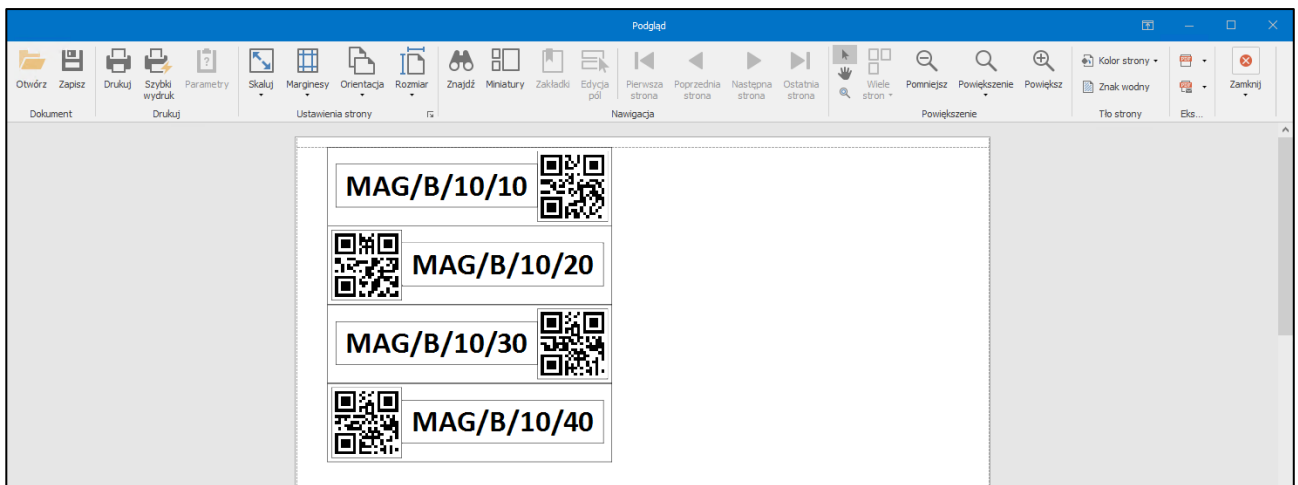 Podgląd
Otwórz Zapisz Drukuj Szybki wydruk Parametry Skaluj Marginesy Orientacja Rozmiar Znajdź Miniatury Zakładki Edycja pól Pierwsza strona Poprzednia strona Następna strona Ostatnia strona Wiele stron Pomniejsz Powiększenie Powiększ Kolor strony Znak wodny Zamknij
Dokument Drukuj Ustawienia strony Nawigacja Powiększenie Tło strony Eks...
MAG/B/10/10
MAG/B/10/20
MAG/B/10/30
MAG/B/10/40